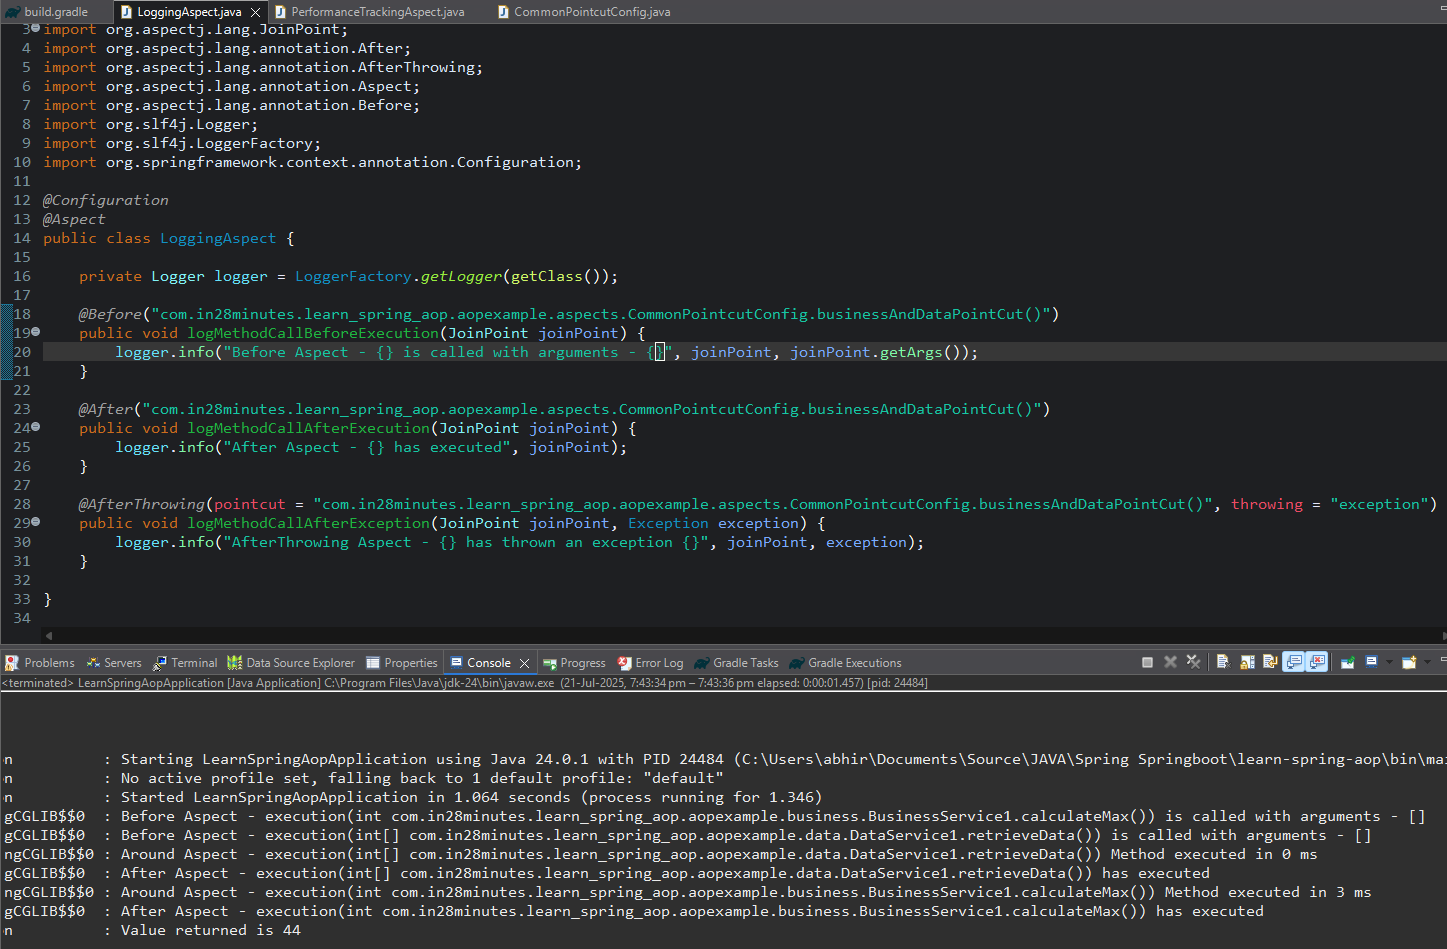 build.gradle LoggingAspect.java PerformanceTrackingAspect.java CommonPointcutConfig.java
3 import org.aspectj.lang.JoinPoint;
4 import org.aspectj.lang.annotation.After;
5 import org.aspectj.lang.annotation.AfterThrowing;
6 import org.aspectj.lang.annotation.Aspect;
7 import org.aspectj.lang.annotation.Before;
8 import org.slf4j.Logger;
9 import org.slf4j.LoggerFactory;
10 import org.springframework.context.annotation.Configuration;
11
12 @Configuration
13 @Aspect
14 public class LoggingAspect {
15
16     private Logger logger = LoggerFactory.getLogger(getClass());
17
18     @Before("com.in28minutes.learn_spring_aop.aopexample.aspects.CommonPointcutConfig.businessAndDataPointCut()")
19     public void logMethodCallBeforeExecution(JoinPoint joinPoint) {
20         logger.info("Before Aspect - {} is called with arguments - {}", joinPoint, joinPoint.getArgs());
21     }
22
23     @After("com.in28minutes.learn_spring_aop.aopexample.aspects.CommonPointcutConfig.businessAndDataPointCut()")
24     public void logMethodCallAfterExecution(JoinPoint joinPoint) {
25         logger.info("After Aspect - {} has executed", joinPoint);
26     }
27
28     @AfterThrowing(pointcut = "com.in28minutes.learn_spring_aop.aopexample.aspects.CommonPointcutConfig.businessAndDataPointCut()", throwing = "exception")
29     public void logMethodCallAfterException(JoinPoint joinPoint, Exception exception) {
30         logger.info("AfterThrowing Aspect - {} has thrown an exception {}", joinPoint, exception);
31     }
32
33 }
34
Problems Servers Terminal Data Source Explorer Properties Console Progress Error Log Gradle Tasks Gradle Executions
<terminated> LearnSpringAopApplication [Java Application] C:\Program Files\Java\jdk-24\bin\javaw.exe (21-Jul-2025, 7:43:34 pm – 7:43:36 pm elapsed: 0:00:01.457) [pid: 24484]
on : Starting LearnSpringAopApplication using Java 24.0.1 with PID 24484 (C:\Users\abhir\Documents\Source\JAVA\Spring Springboot\learn-spring-aop\bin\mai
on : No active profile set, falling back to 1 default profile: "default"
on : Started LearnSpringAopApplication in 1.064 seconds (process running for 1.346)
gCGLIB$$0 : Before Aspect - execution(int com.in28minutes.learn_spring_aop.aopexample.business.BusinessService1.calculateMax()) is called with arguments - []
gCGLIB$$0 : Before Aspect - execution(int[] com.in28minutes.learn_spring_aop.aopexample.data.DataService1.retrieveData()) is called with arguments - []
ngCGLIB$$0 : Around Aspect - execution(int[] com.in28minutes.learn_spring_aop.aopexample.data.DataService1.retrieveData()) Method executed in 0 ms
gCGLIB$$0 : After Aspect - execution(int[] com.in28minutes.learn_spring_aop.aopexample.data.DataService1.retrieveData()) has executed
ngCGLIB$$0 : Around Aspect - execution(int com.in28minutes.learn_spring_aop.aopexample.business.BusinessService1.calculateMax()) Method executed in 3 ms
gCGLIB$$0 : After Aspect - execution(int com.in28minutes.learn_spring_aop.aopexample.business.BusinessService1.calculateMax()) has executed
on : Value returned is 44